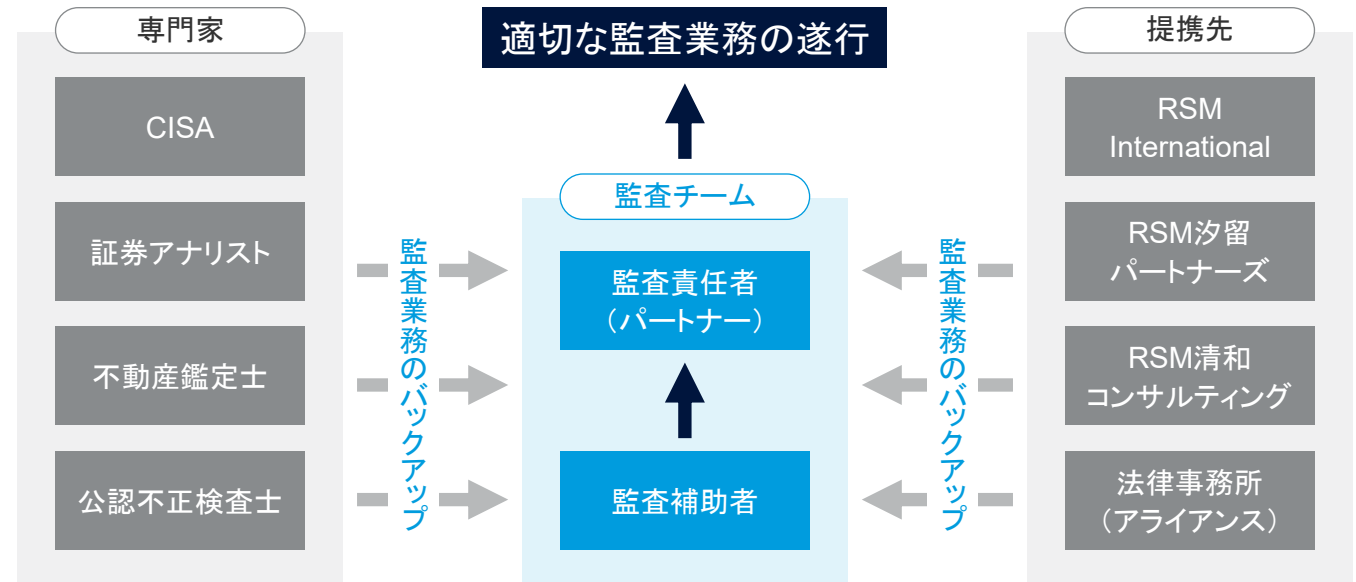 専門家
CISA
証券アナリスト
不動産鑑定士
公認不正検査士
監査業務のバックアップ
適切な監査業務の遂行
監査チーム
監査責任者
（パートナー）
監査補助者
監査業務のバックアップ
提携先
RSM
International
RSM汐留
パートナーズ
RSM清和
コンサルティング
法律事務所
（アライアンス）